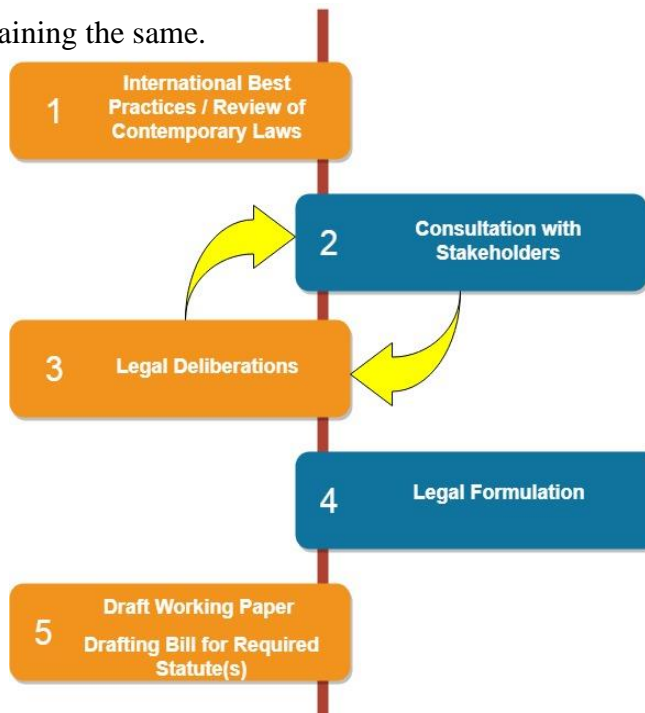 aining the same.
1
International Best
Practices / Review of
Contemporary Laws
2
Consultation with
Stakeholders
3
Legal Deliberations
4
Legal Formulation
5
Draft Working Paper
Drafting Bill for Required
Statute(s)